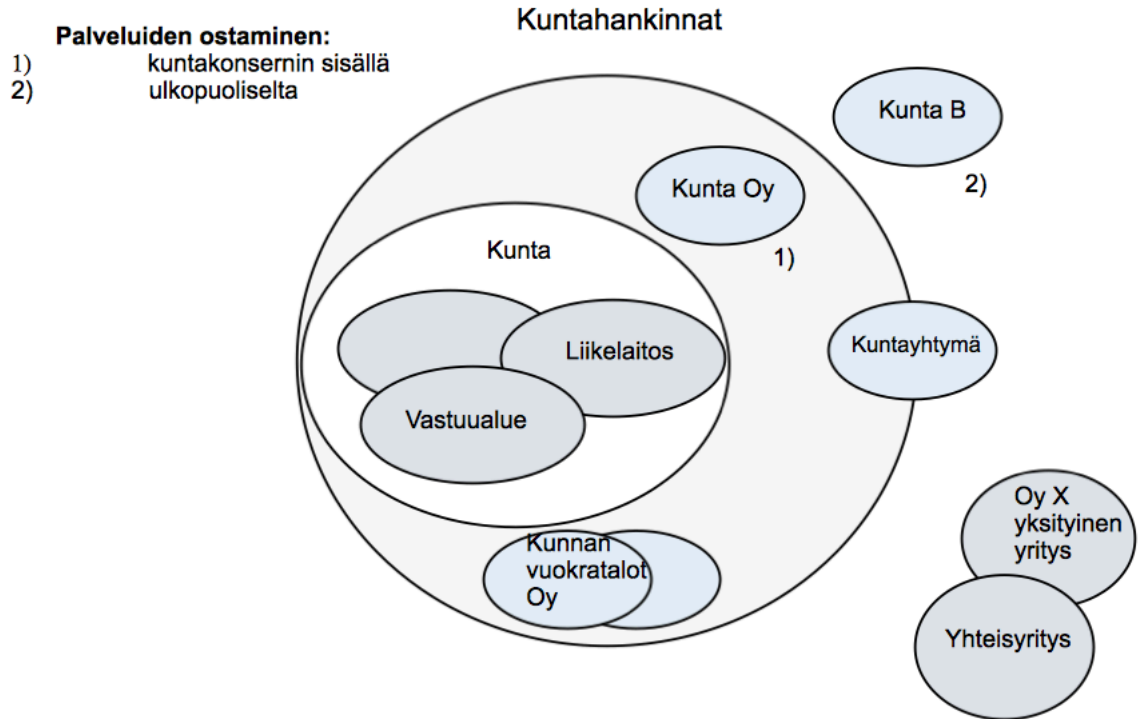 Kuntahankinnat
Palveluiden ostaminen:
1) kuntakonsernin sisällä
2) ulkopuoliselta
Kunta B
2)
Kunta Oy
1)
Kunta
Kuntayhtymä
Liikelaitos
Vastuualue
Kunnan
vuokratalot
Oy
Oy X
yksityinen
yritys
Yhteisyritys